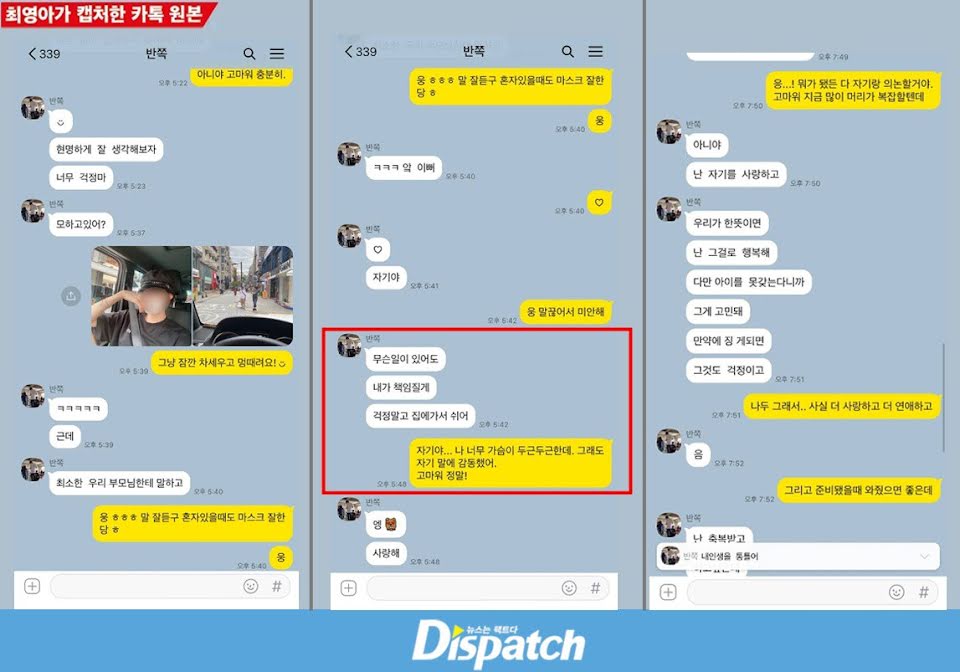 최영아가 캡처한 카톡 원본
339
반쪽
아니야 고마워 충분히.
오후 5:22
반쪽
현명하게 잘 생각해보자
너무 걱정마
오후 5:23
반쪽
모하고있어?
오후 5:37
그냥 잠깐 차세우고 멍때려요!
오후 5:39
반쪽
ㅋㅋㅋㅋㅋ
근데
오후 5:39
반쪽
최소한 우리 부모님한테 말하고
오후 5:40
웅 ㅎㅎㅎ 말 잘듣구 혼자있을때도 마스크 잘한
당 ㅎ
웅
오후 5:40
#
339
반쪽
웅 ㅎㅎㅎ 말 잘듣구 혼자있을때도 마스크 잘한
당 ㅎ
웅
오후 5:40
반쪽
ㅋㅋㅋ 앜 이뻐
오후 5:40
♡
오후 5:40
반쪽
♡
자기야
오후 5:41
웅 말끊어서 미안해
오후 5:42
반쪽
무슨일이 있어도
내가 책임질게
걱정말고 집에가서 쉬어
오후 5:42
자기야... 나 너무 가슴이 두근두근한데. 그래도
자기 말에 감동했어.
고마워 정말!
오후 5:48
반쪽
엥
사랑해
오후 5:48
#
오후 7:49
응...! 뭐가 됐든 다 자기랑 의논할거야.
고마워 지금 많이 머리가 복잡할텐데
오후 7:50
반쪽
아니야
난 자기를 사랑하고
오후 7:50
반쪽
우리가 한뜻이면
난 그걸로 행복해
다만 아이를 못갖는다니까
그게 고민돼
만약에 짐 게되면
그것도 걱정이고
오후 7:51
나두 그래서.. 사실 더 사랑하고 더 연애하고
오후 7:51
반쪽
음
오후 7:52
그리고 준비됐을때 와줬으면 좋은데
오후 7:52
반쪽
난 축복받고
반쪽 내인생을 통틀어
#
뉴스는 팩트다
Dispatch